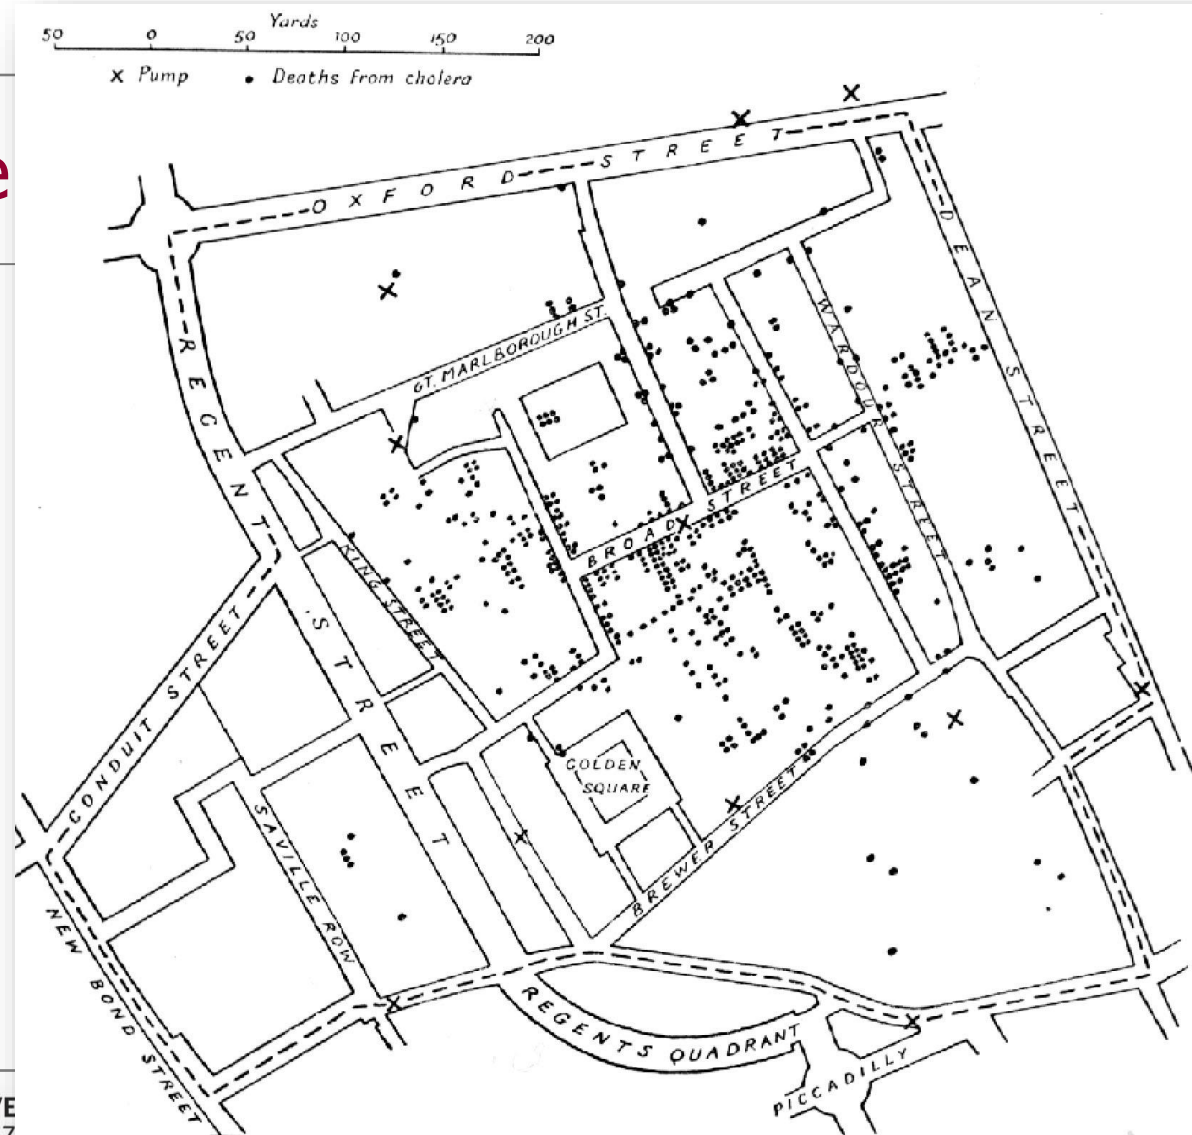 Yards
50 0 50 100 150 200
x Pump • Deaths from cholera
e
OXFORD STREET
DEAN STREET
REGENT STREET
GT. MARLBOROUGH ST.
WARDOUR STREET
BROAD STREET
KING STREET
CONDUIT STREET
GOLDEN SQUARE
BREWER STREET
SAVILLE ROW
NEW BOND STREET
REGENTS QUADRANT
PICCADILLY
VE
7